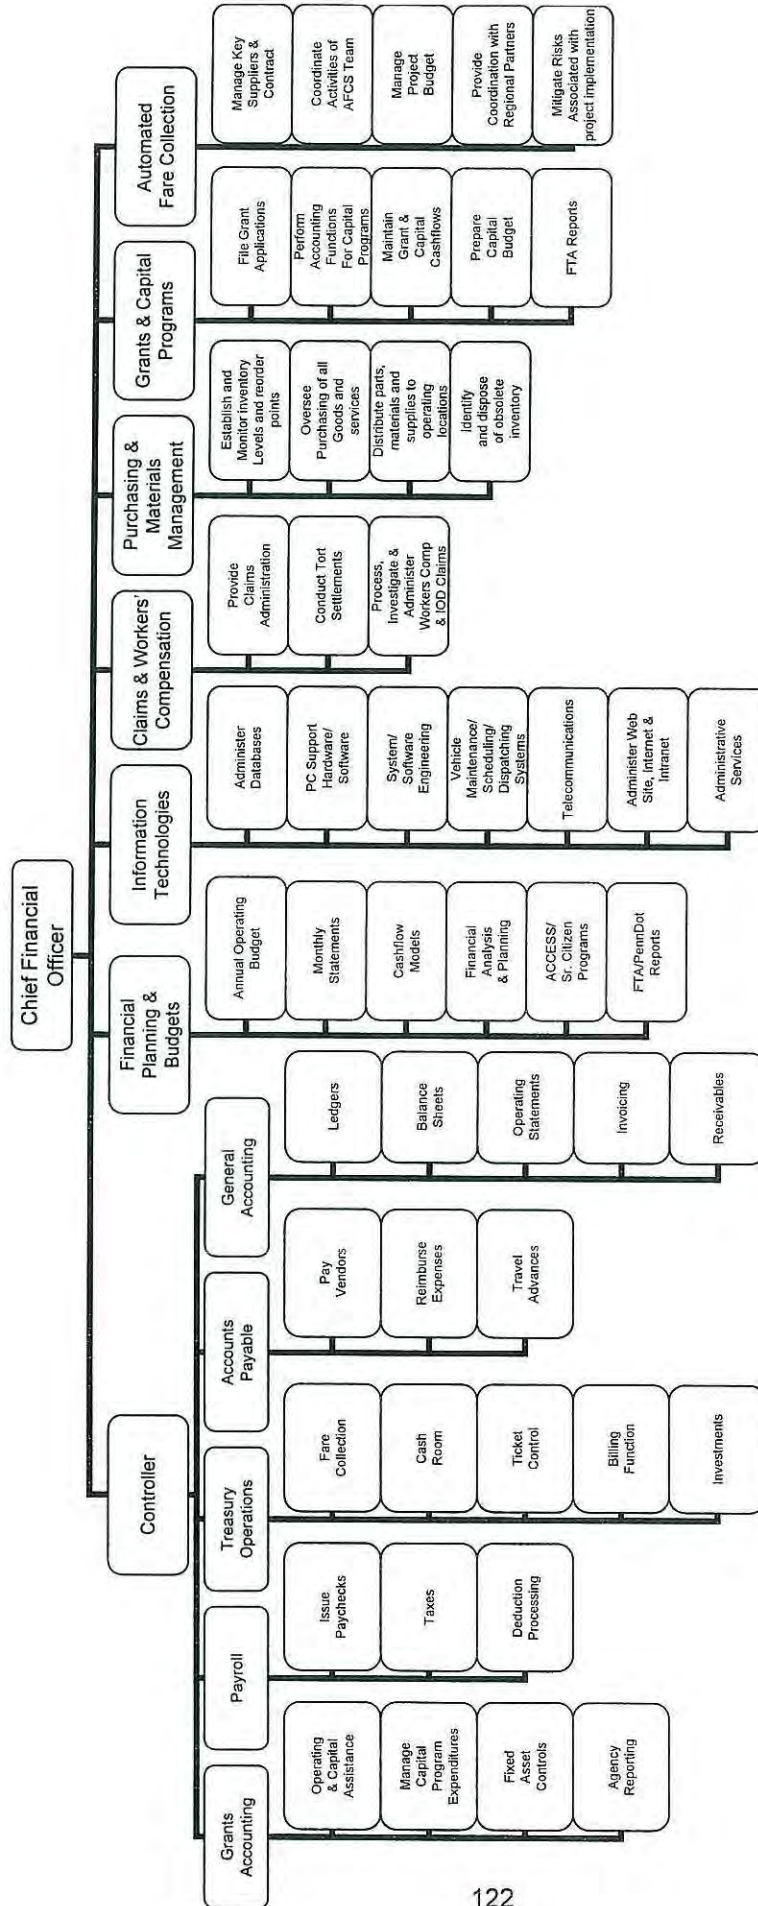 Chief Financial
Officer
Controller
Financial
Planning &
Budgets
Information
Technologies
Claims & Workers'
Compensation
Purchasing &
Materials
Management
Grants & Capital
Programs
Automated
Fare Collection
Grants
Accounting
Payroll
Treasury
Operations
Accounts
Payable
General
Accounting
Operating
& Capital
Assistance
Manage
Capital
Program
Expenditures
Fixed
Asset
Controls
Agency
Reporting
Issue
Paychecks
Taxes
Deduction
Processing
Fare
Collection
Cash
Room
Ticket
Control
Billing
Function
Investments
Pay
Vendors
Reimburse
Expenses
Travel
Advances
Ledgers
Balance
Sheets
Operating
Statements
Invoicing
Receivables
Annual Operating
Budget
Monthly
Statements
Cashflow
Models
Financial
Analysis
& Planning
ACCESS/
Sr. Citizen
Programs
FTA/PennDot
Reports
Administer
Databases
PC Support
Hardware/
Software
System/
Software
Engineering
Vehicle
Maintenance/
Scheduling/
Dispatching
Systems
Telecommunications
Administer Web
Site, Internet &
Intranet
Administrative
Services
Provide
Claims
Administration
Conduct Tort
Settlements
Process,
Investigate &
Administer
Workers Comp
& IOD Claims
Establish and
Monitor inventory
Levels and reorder
points
Oversee
Purchasing of all
Goods and
services
Distribute parts,
materials and
supplies to
operating
locations
Identify
and dispose
of obsolete
inventory
File Grant
Applications
Perform
Accounting
Functions
For Capital
Programs
Maintain
Grant &
Capital
Cashflows
Prepare
Capital
Budget
FTA Reports
Manage Key
Suppliers &
Contract
Coordinate
Activities of
AFCS Team
Manage
Project
Budget
Provide
Coordination with
Regional Partners
Mitigate Risks
Associated with
project implementation
122